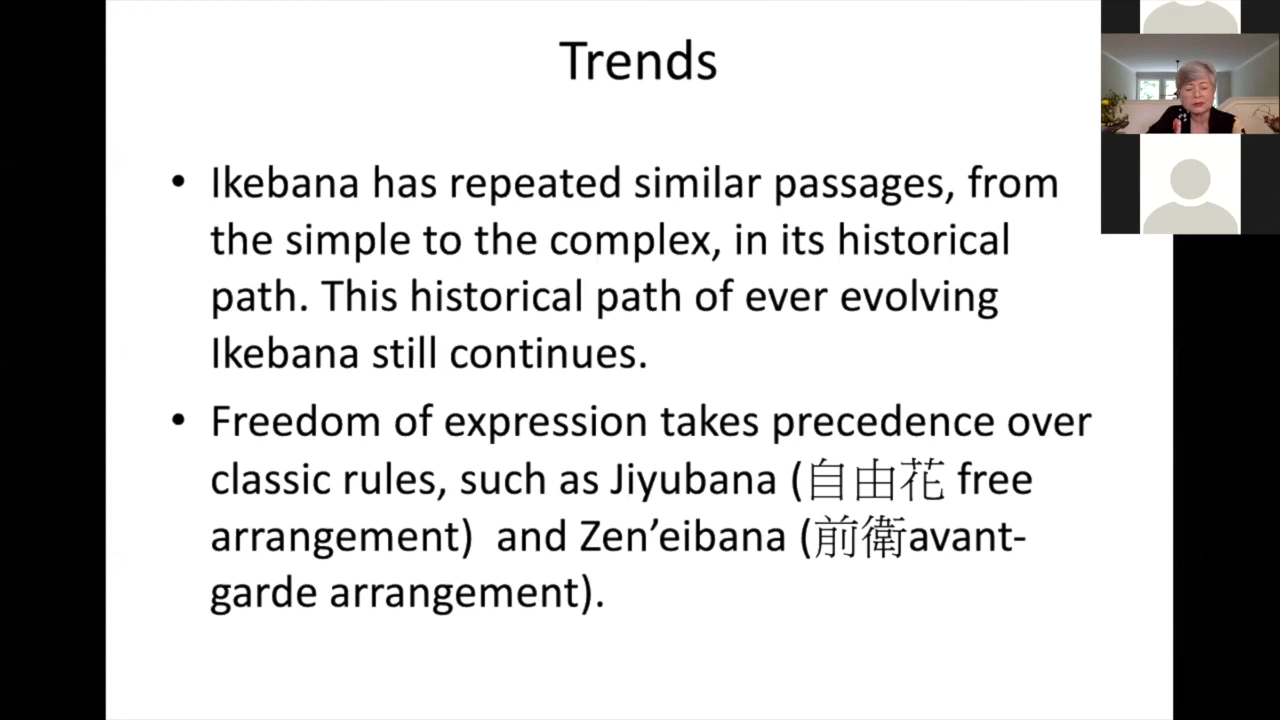 Trends
• Ikebana has repeated similar passages, from
the simple to the complex, in its historical
path. This historical path of ever evolving
Ikebana still continues.
• Freedom of expression takes precedence over
classic rules, such as Jiyubana (自由花 free
arrangement)  and Zen’eibana (前衛avant-
garde arrangement).